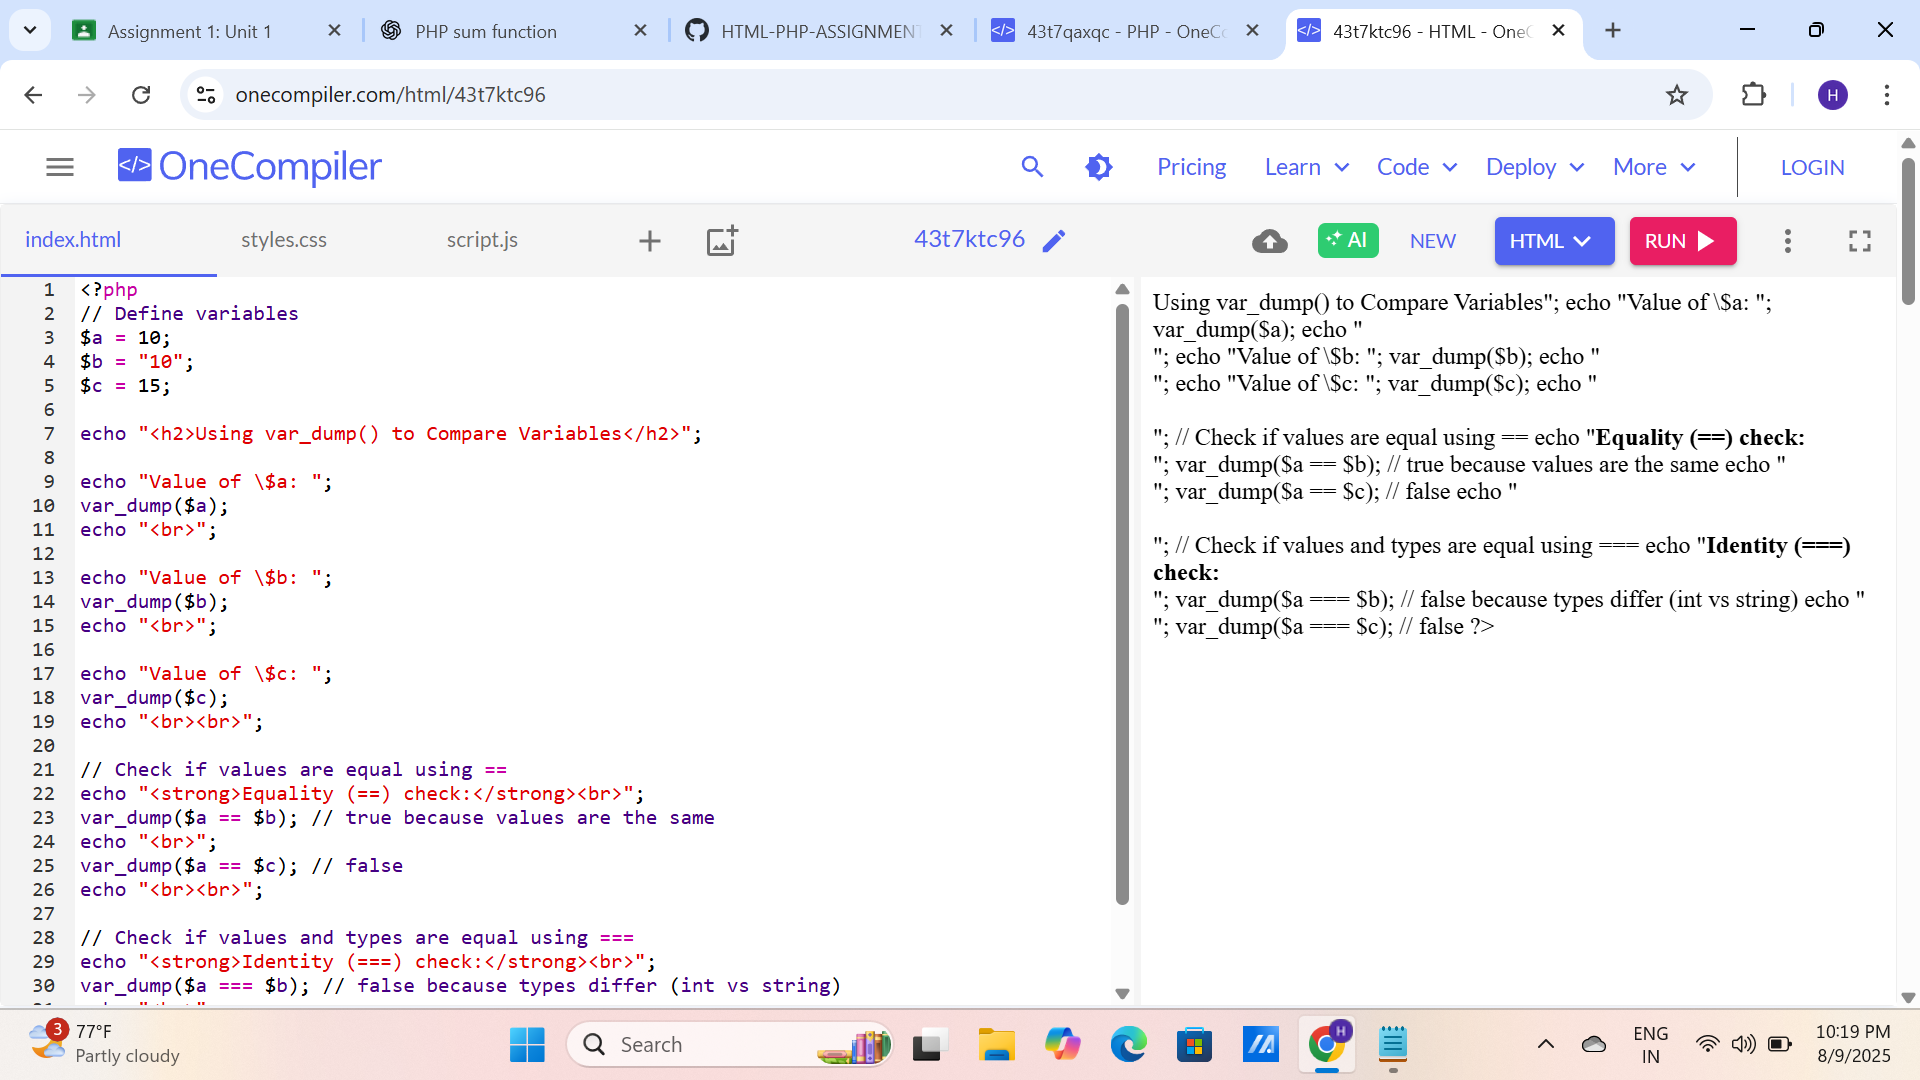 Assignment 1: Unit 1
PHP sum function
HTML-PHP-ASSIGNMENT
43t7qaxqc - PHP - OneCo
43t7ktc96 - HTML - One
onecompiler.com/html/43t7ktc96
H
</> OneCompiler
Pricing
Learn
Code
Deploy
More
LOGIN
index.html
styles.css
script.js
43t7ktc96
AI
NEW
HTML
RUN
1 <?php
2 // Define variables
3 $a = 10;
4 $b = "10";
5 $c = 15;
6
7 echo "<h2>Using var_dump() to Compare Variables</h2>";
8
9 echo "Value of \$a: ";
10 var_dump($a);
11 echo "<br>";
12
13 echo "Value of \$b: ";
14 var_dump($b);
15 echo "<br>";
16
17 echo "Value of \$c: ";
18 var_dump($c);
19 echo "<br><br>";
20
21 // Check if values are equal using ==
22 echo "<strong>Equality (==) check:</strong><br>";
23 var_dump($a == $b); // true because values are the same
24 echo "<br>";
25 var_dump($a == $c); // false
26 echo "<br><br>";
27
28 // Check if values and types are equal using ===
29 echo "<strong>Identity (===) check:</strong><br>";
30 var_dump($a === $b); // false because types differ (int vs string)
Using var_dump() to Compare Variables"; echo "Value of \$a: ";
var_dump($a); echo "
"; echo "Value of \$b: "; var_dump($b); echo "
"; echo "Value of \$c: "; var_dump($c); echo "
"; // Check if values are equal using == echo "Equality (==) check:
"; var_dump($a == $b); // true because values are the same echo "
"; var_dump($a == $c); // false echo "
"; // Check if values and types are equal using === echo "Identity (===)
check:
"; var_dump($a === $b); // false because types differ (int vs string) echo "
"; var_dump($a === $c); // false ?>
3
77°F
Partly cloudy
Search
H
ENG
IN
10:19 PM
8/9/2025